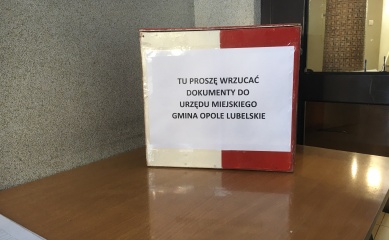 TU PROSZĘ WRZUCAĆ
DOKUMENTY DO
URZĘDU MIEJSKIEGO
GMINA OPOLE LUBELSKIE